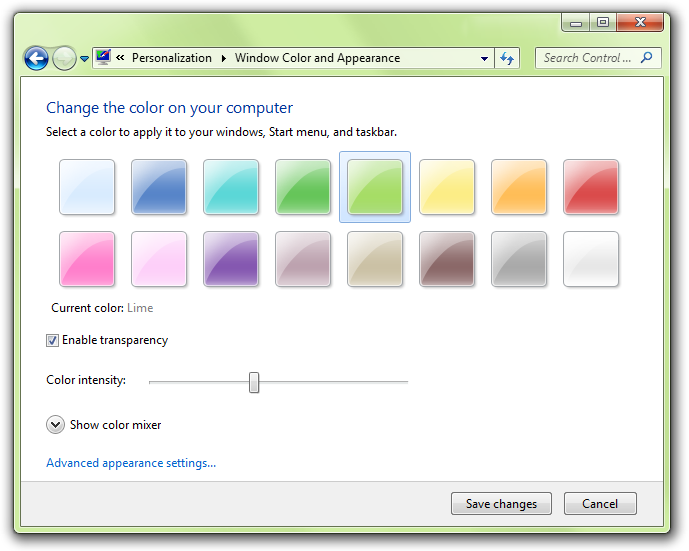 « Personalization Window Color and Appearance Search Control ...
Change the color on your computer
Select a color to apply it to your windows, Start menu, and taskbar.
Current color: Lime
Enable transparency
Color intensity:
Show color mixer
Advanced appearance settings...
Save changes Cancel